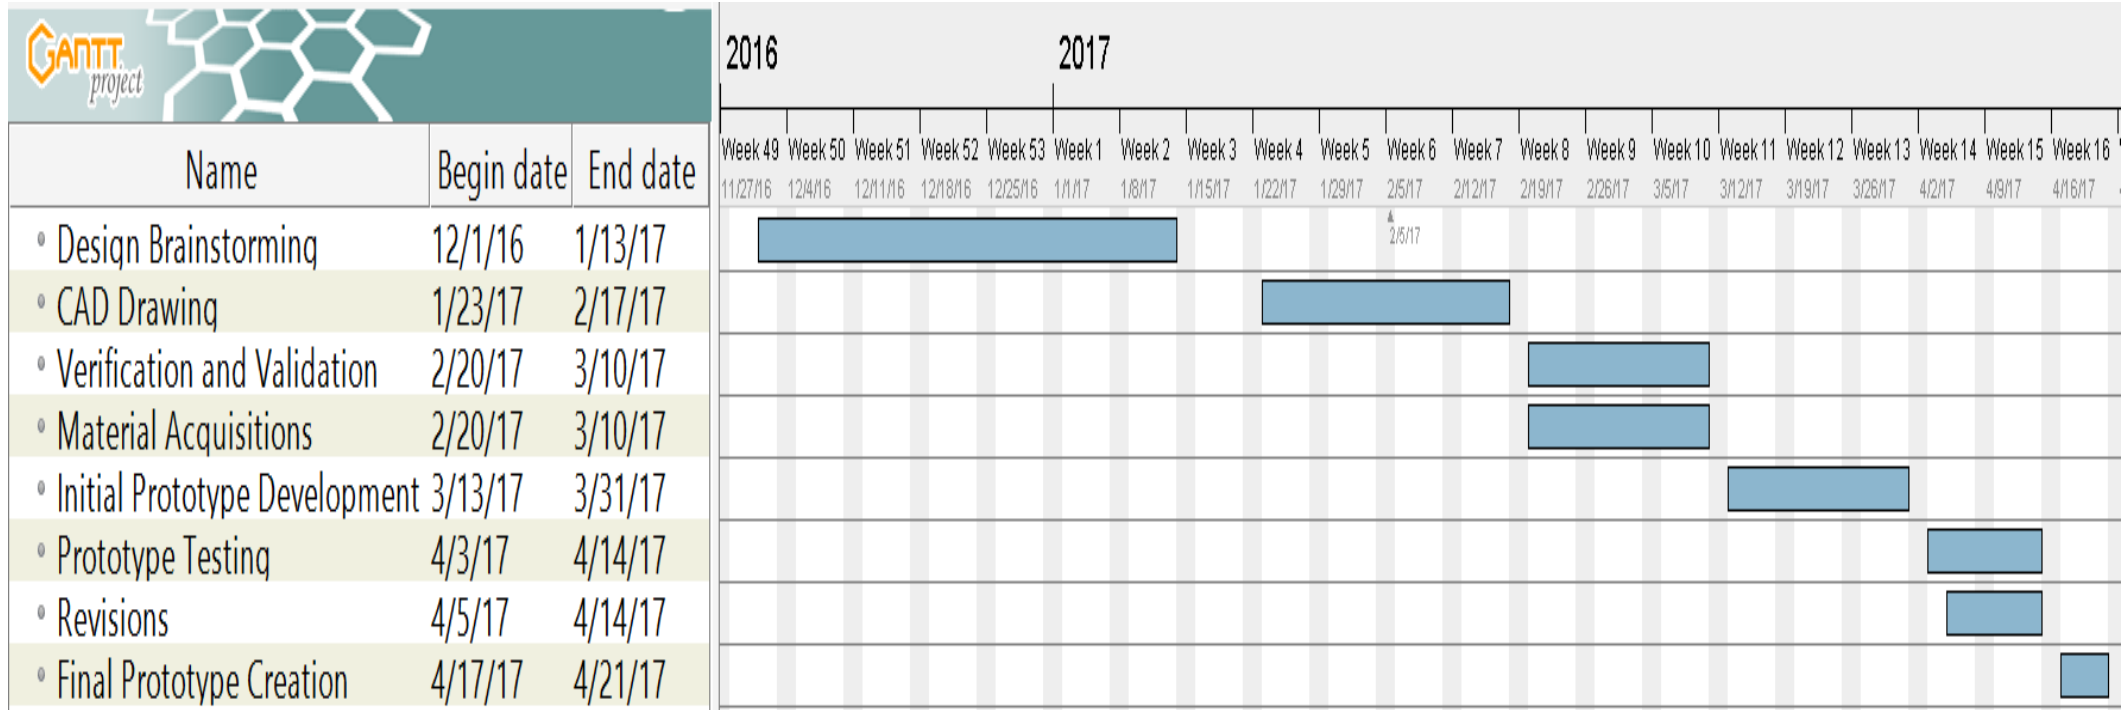 GANTT
project
2016 2017
Name Begin date End date
Week 49 Week 50 Week 51 Week 52 Week 53 Week 1 Week 2 Week 3 Week 4 Week 5 Week 6 Week 7 Week 8 Week 9 Week 10 Week 11 Week 12 Week 13 Week 14 Week 15 Week 16
11/27/16 12/4/16 12/11/16 12/18/16 12/25/16 1/1/17 1/8/17 1/15/17 1/22/17 1/29/17 2/5/17 2/12/17 2/19/17 2/26/17 3/5/17 3/12/17 3/19/17 3/26/17 4/2/17 4/9/17 4/16/17
2/5/17
Design Brainstorming 12/1/16 1/13/17
CAD Drawing 1/23/17 2/17/17
Verification and Validation 2/20/17 3/10/17
Material Acquisitions 2/20/17 3/10/17
Initial Prototype Development 3/13/17 3/31/17
Prototype Testing 4/3/17 4/14/17
Revisions 4/5/17 4/14/17
Final Prototype Creation 4/17/17 4/21/17